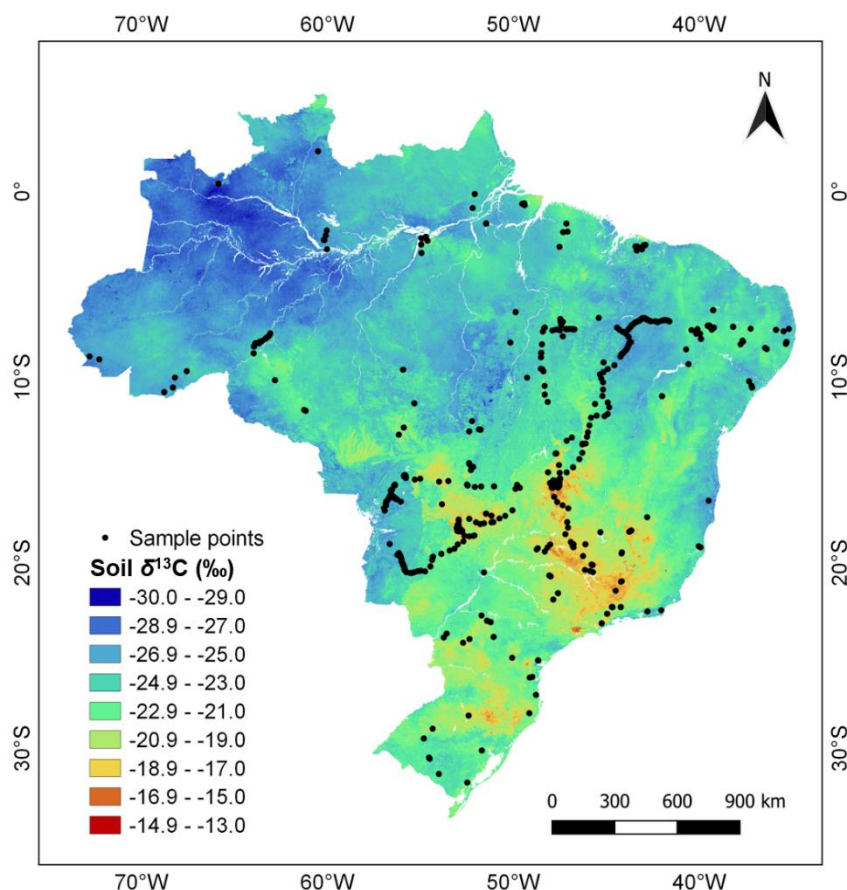 70°W 60°W 50°W 40°W
N
0° 0°
10°S 10°S
20°S 20°S
30°S 30°S
Sample points
Soil δ¹³C (‰)
-30.0 - -29.0
-28.9 - -27.0
-26.9 - -25.0
-24.9 - -23.0
-22.9 - -21.0
-20.9 - -19.0
-18.9 - -17.0
-16.9 - -15.0
-14.9 - -13.0
0 300 600 900 km
70°W 60°W 50°W 40°W